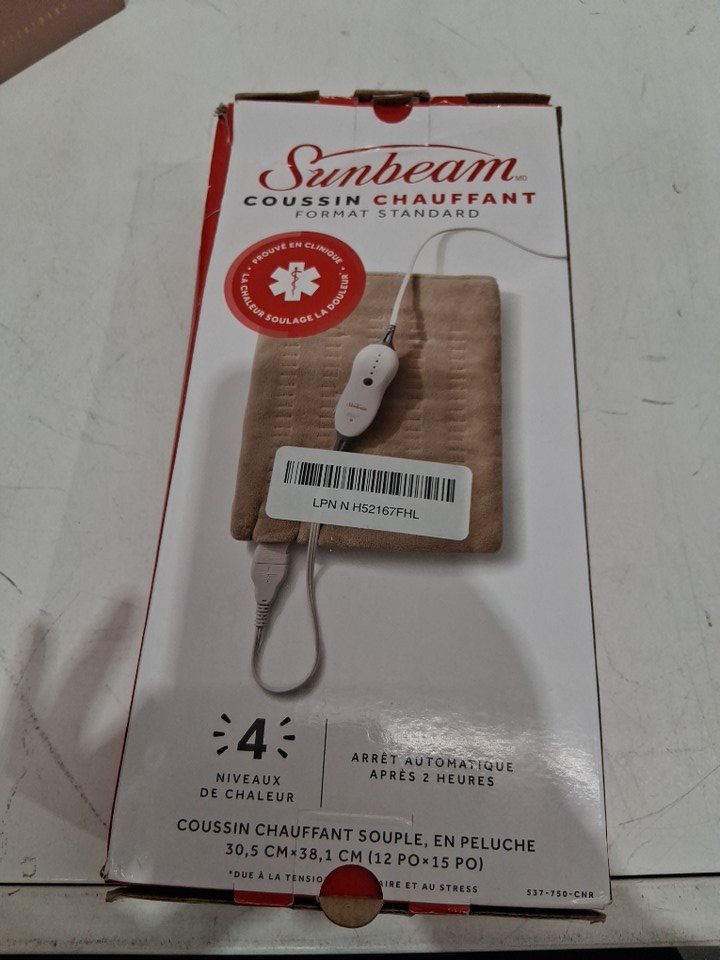 Sunbeam MD
COUSSIN CHAUFFANT
FORMAT STANDARD
• PROUVÉ EN CLINIQUE •
LA CHALEUR SOULAGE LA DOULEUR*
Sunbeam
LPN N H52167FHL
4
NIVEAUX
DE CHALEUR
ARRÊT AUTOMATIQUE
APRÈS 2 HEURES
COUSSIN CHAUFFANT SOUPLE, EN PELUCHE
30,5 CM×38,1 CM (12 PO×15 PO)
*DUE À LA TENSIO AIRE ET AU STRESS
537-750-CNR